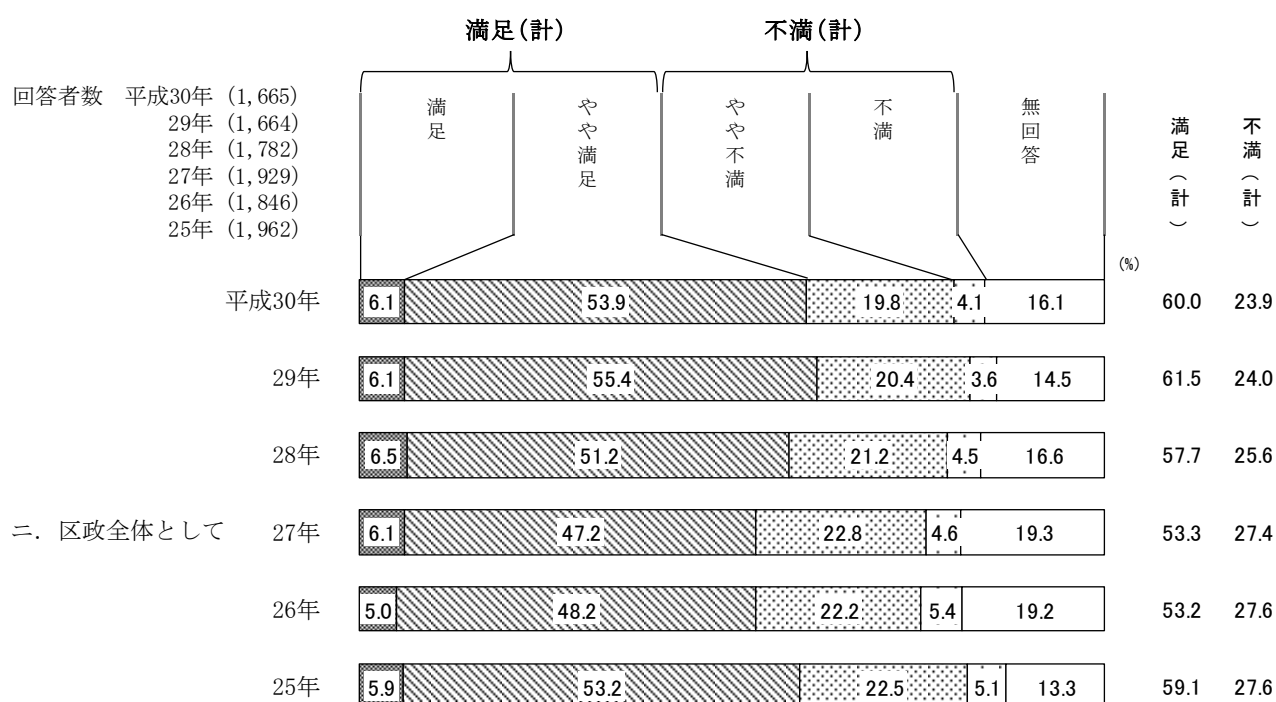 満足(計) 不満(計)
回答者数 平成30年 (1,665)
29年 (1,664)
28年 (1,782)
27年 (1,929)
26年 (1,846)
25年 (1,962)
満足 やや満足 やや不満 不満 無回答 満足(計) 不満(計)
(%)
平成30年 6.1 53.9 19.8 4.1 16.1 60.0 23.9
29年 6.1 55.4 20.4 3.6 14.5 61.5 24.0
28年 6.5 51.2 21.2 4.5 16.6 57.7 25.6
ニ．区政全体として 27年 6.1 47.2 22.8 4.6 19.3 53.3 27.4
26年 5.0 48.2 22.2 5.4 19.2 53.2 27.6
25年 5.9 53.2 22.5 5.1 13.3 59.1 27.6